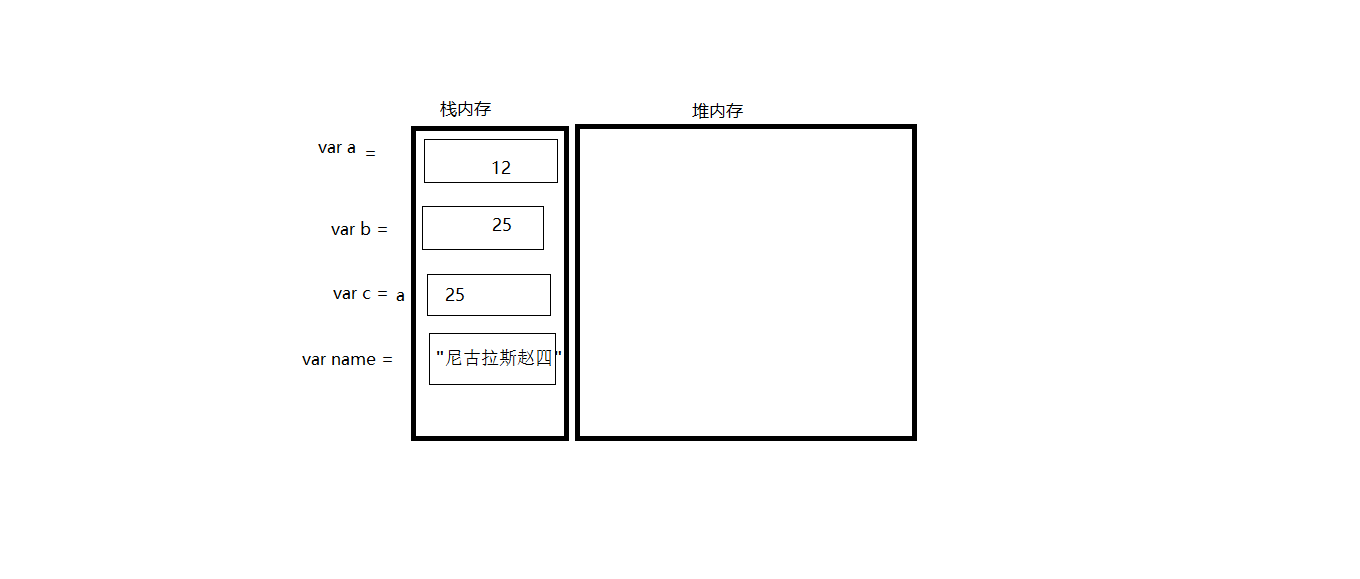 栈内存 堆内存
var a = 12
var b = 25
var c = a 25
var name = "尼古拉斯赵四"